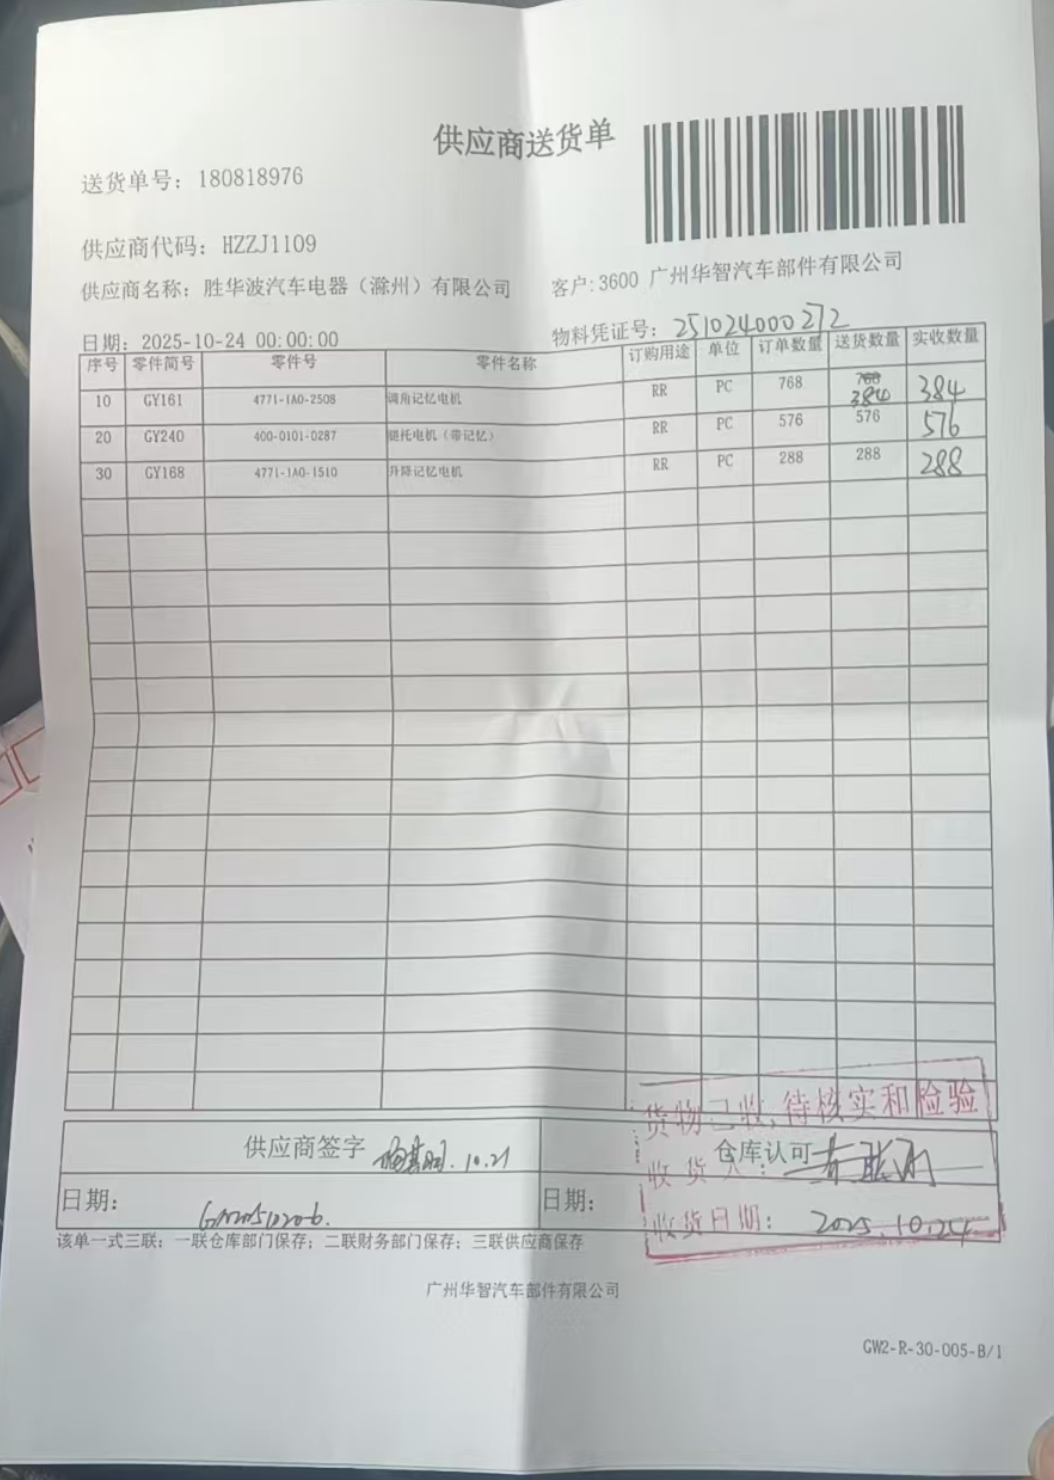 供应商送货单
送货单号：180818976
供应商代码：HZZJ1109
供应商名称：胜华波汽车电器（滁州）有限公司 客户:3600 广州华智汽车部件有限公司
日期：2025-10-24 00:00:00 物料凭证号：251024000272
序号 零件简号 零件号 零件名称 订购用途 单位 订单数量 送货数量 实收数量
10 GY161 4771-1A0-2508 调角记忆电机 RR PC 768 768 384 384
20 GY240 400-0101-0287 腿托电机（带记忆） RR PC 576 576 576
30 GY168 4771-1A0-1510 升降记忆电机 RR PC 288 288 288
货物已收,待核实和检验
供应商签字 10.21 仓库认可
收货人：
日期： 日期：
收货日期： 2025.10.24
该单一式三联：一联仓库部门保存；二联财务部门保存；三联供应商保存
广州华智汽车部件有限公司
GW2-R-30-005-B/1